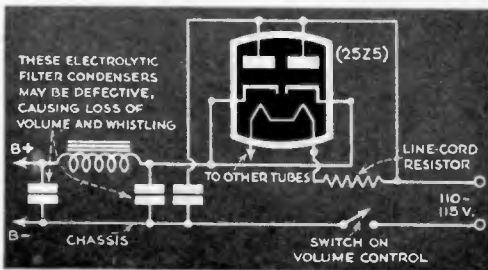 THESE ELECTROLYTIC
FILTER CONDENSERS
MAY BE DEFECTIVE,
CAUSING LOSS OF
VOLUME AND WHISTLING
(25Z5)
B+
TO OTHER TUBES
LINE-CORD
RESISTOR
110~
115 V.
B-
CHASSIS
SWITCH ON
VOLUME CONTROL